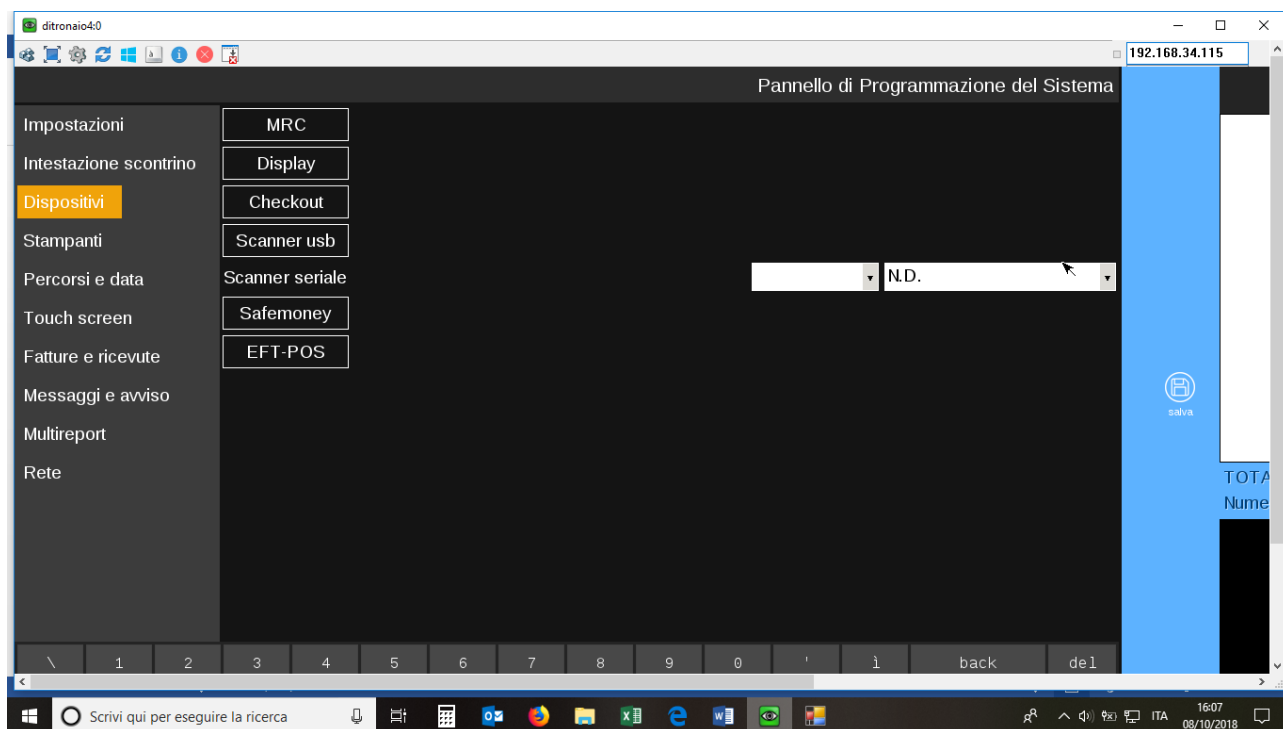 ditronaio4:0
192.168.34.115
Pannello di Programmazione del Sistema
Impostazioni
MRC
Intestazione scontrino
Display
Dispositivi
Checkout
Stampanti
Scanner usb
Percorsi e data
Scanner seriale
N.D.
Touch screen
Safemoney
Fatture e ricevute
EFT-POS
Messaggi e avviso
salva
Multireport
Rete
TOTA
Nume
\ 1 2 3 4 5 6 7 8 9 0 ' ì back del
Scrivi qui per eseguire la ricerca
ITA
16:07
08/10/2018